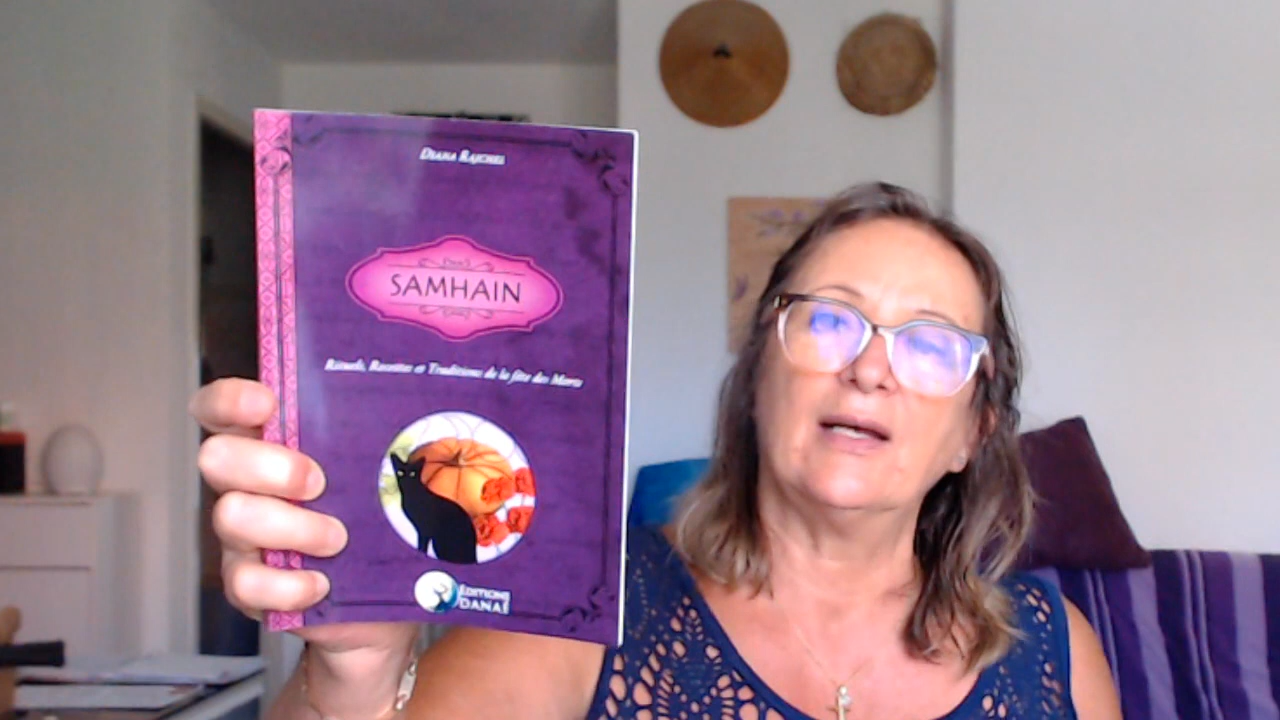 Diana Rajchel
SAMHAIN
Rituels, Recettes et Traditions de la fête des Morts
EDITIONS
DANAÉ